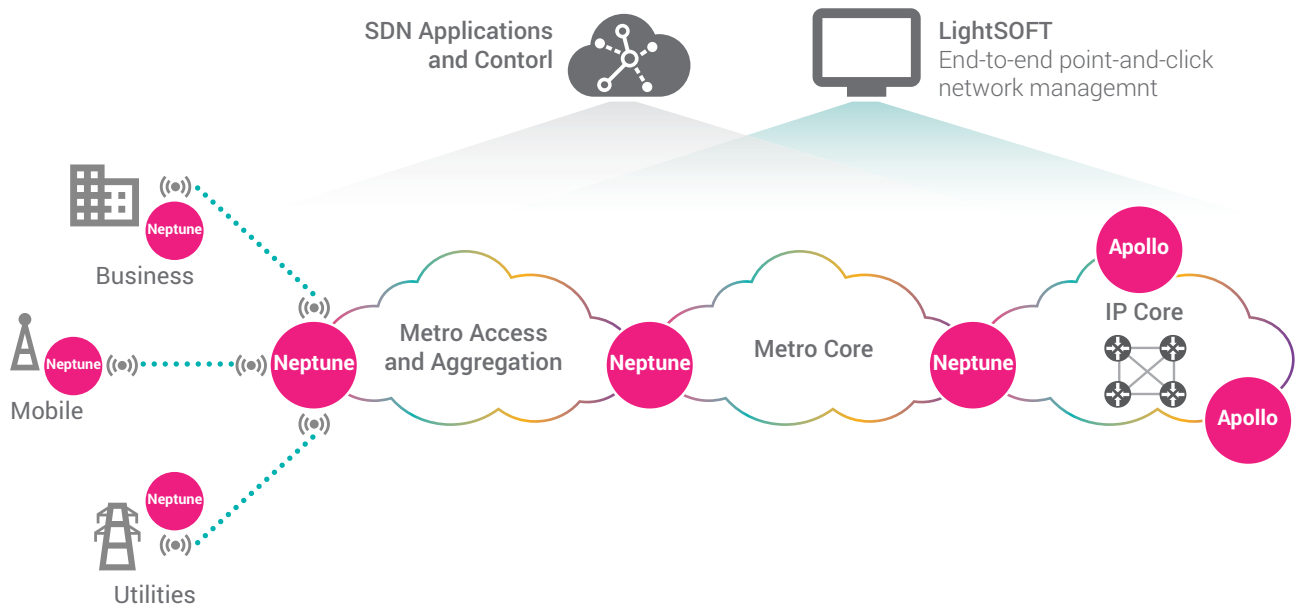 SDN Applications
and Contorl
LightSOFT
End-to-end point-and-click
network managemnt
Neptune
Business
Neptune
Mobile
Neptune
Utilities
Neptune
Metro Access
and Aggregation
Neptune
Metro Core
Neptune
Apollo
IP Core
Apollo